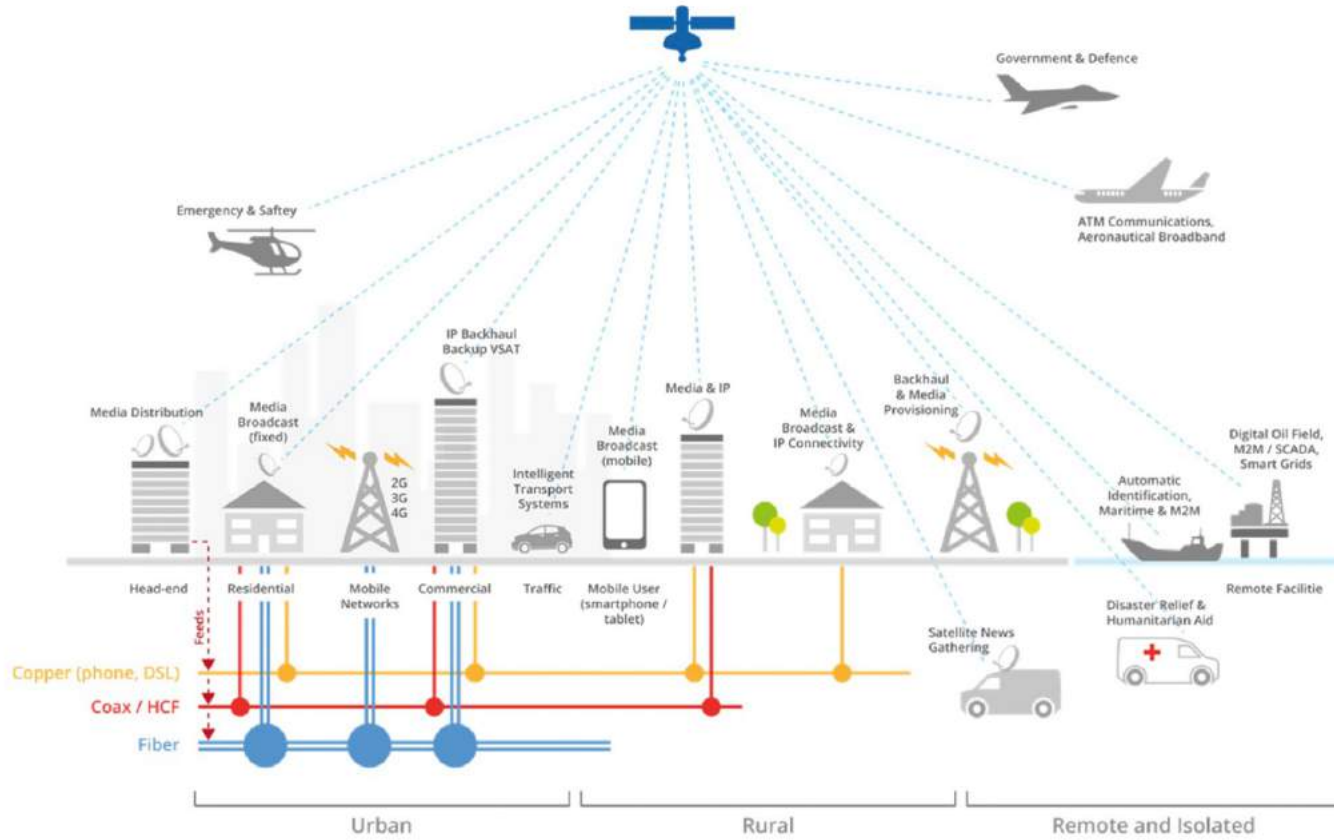 Government & Defence
ATM Communications,
Aeronautical Broadband
Emergency & Saftey
IP Backhaul
Backup VSAT
Media Distribution
Media
Broadcast
(fixed)
2G
3G
4G
Intelligent
Transport
Systems
Media
Broadcast
(mobile)
Media & IP
Media
Broadcast &
IP Connectivity
Backhaul
& Media
Provisioning
Automatic
Identification,
Maritime & M2M
Digital Oil Field,
M2M / SCADA,
Smart Grids
Head-end
Residential
Mobile
Networks
Commercial
Traffic
Mobile User
(smartphone /
tablet)
Remote Facilitie
Feeds
Satellite News
Gathering
Disaster Relief &
Humanitarian Aid
Copper (phone, DSL)
Coax / HCF
Fiber
Urban
Rural
Remote and Isolated